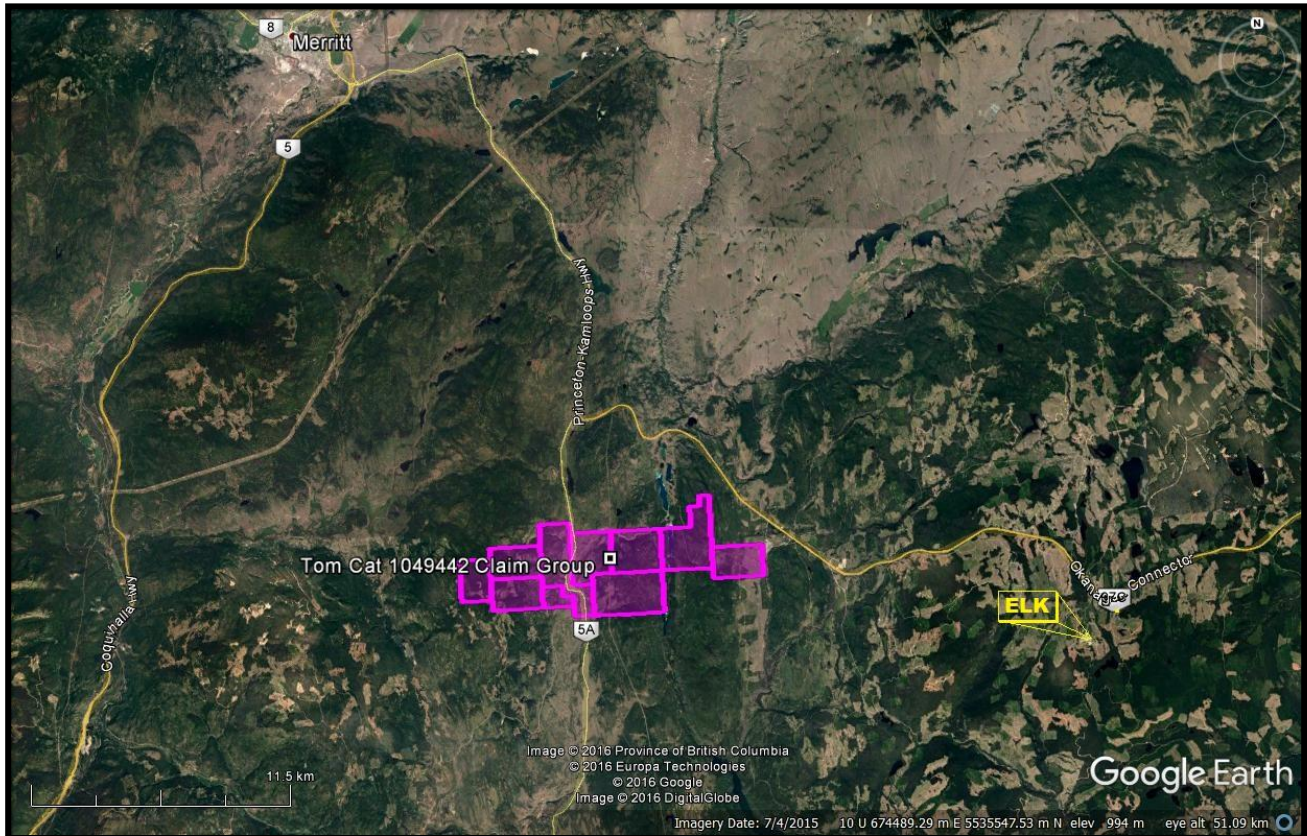 8
Merritt
N
5
Princeton-Kamloops Hwy
Tom Cat 1049442 Claim Group
Coquihalla Hwy
5A
Okanagan Connector
97C
ELK
Image © 2016 Province of British Columbia
© 2016 Europa Technologies
© 2016 Google
Image © 2016 DigitalGlobe
11.5 km
Google Earth
Imagery Date: 7/4/2015 10 U 674489.29 m E 5535547.53 m N elev 994 m eye alt 51.09 km